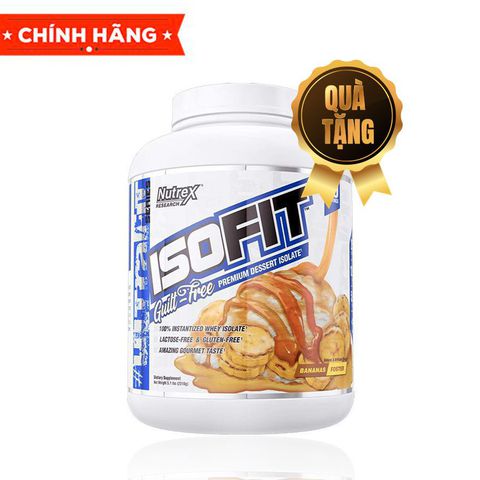 ★ CHÍNH HÃNG ★
QUÀ
TẶNG
Nutrex
RESEARCH
ISOFIT
Guilt-Free
PREMIUM DESSERT ISOLATE
100% INSTANTIZED WHEY ISOLATE
LACTOSE-FREE & GLUTEN-FREE
AMAZING GOURMET TASTE
BANANAS FOSTER
Dietary Supplement